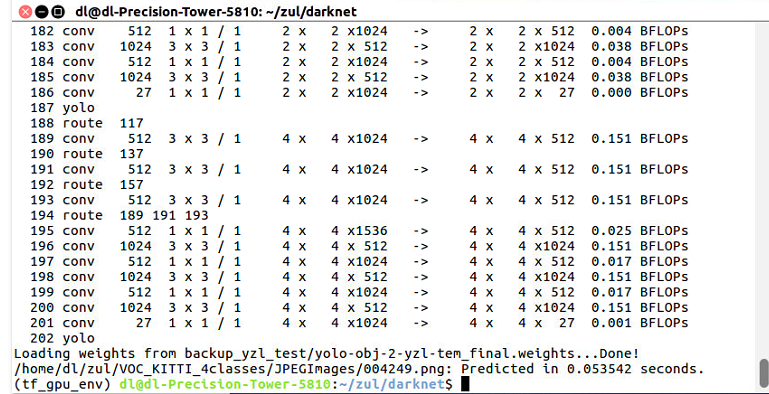 dl@dl-Precision-Tower-5810: ~/zul/darknet
182 conv    512  1 x 1 / 1     2 x   2 x1024   ->     2 x   2 x 512  0.004 BFLOPs
183 conv   1024  3 x 3 / 1     2 x   2 x 512   ->     2 x   2 x1024  0.038 BFLOPs
184 conv    512  1 x 1 / 1     2 x   2 x1024   ->     2 x   2 x 512  0.004 BFLOPs
185 conv   1024  3 x 3 / 1     2 x   2 x 512   ->     2 x   2 x1024  0.038 BFLOPs
186 conv     27  1 x 1 / 1     2 x   2 x1024   ->     2 x   2 x  27  0.000 BFLOPs
187 yolo
188 route  117
189 conv    512  3 x 3 / 1     4 x   4 x1024   ->     4 x   4 x 512  0.151 BFLOPs
190 route  137
191 conv    512  3 x 3 / 1     4 x   4 x1024   ->     4 x   4 x 512  0.151 BFLOPs
192 route  157
193 conv    512  3 x 3 / 1     4 x   4 x1024   ->     4 x   4 x 512  0.151 BFLOPs
194 route  189 191 193
195 conv    512  1 x 1 / 1     4 x   4 x1536   ->     4 x   4 x 512  0.025 BFLOPs
196 conv   1024  3 x 3 / 1     4 x   4 x 512   ->     4 x   4 x1024  0.151 BFLOPs
197 conv    512  1 x 1 / 1     4 x   4 x1024   ->     4 x   4 x 512  0.017 BFLOPs
198 conv   1024  3 x 3 / 1     4 x   4 x 512   ->     4 x   4 x1024  0.151 BFLOPs
199 conv    512  1 x 1 / 1     4 x   4 x1024   ->     4 x   4 x 512  0.017 BFLOPs
200 conv   1024  3 x 3 / 1     4 x   4 x 512   ->     4 x   4 x1024  0.151 BFLOPs
201 conv     27  1 x 1 / 1     4 x   4 x1024   ->     4 x   4 x  27  0.001 BFLOPs
202 yolo
Loading weights from backup_yzl_test/yolo-obj-2-yzl-tem_final.weights...Done!
/home/dl/zul/VOC_KITTI_4classes/JPEGImages/004249.png: Predicted in 0.053542 seconds.
(tf_gpu_env) dl@dl-Precision-Tower-5810:~/zul/darknet$